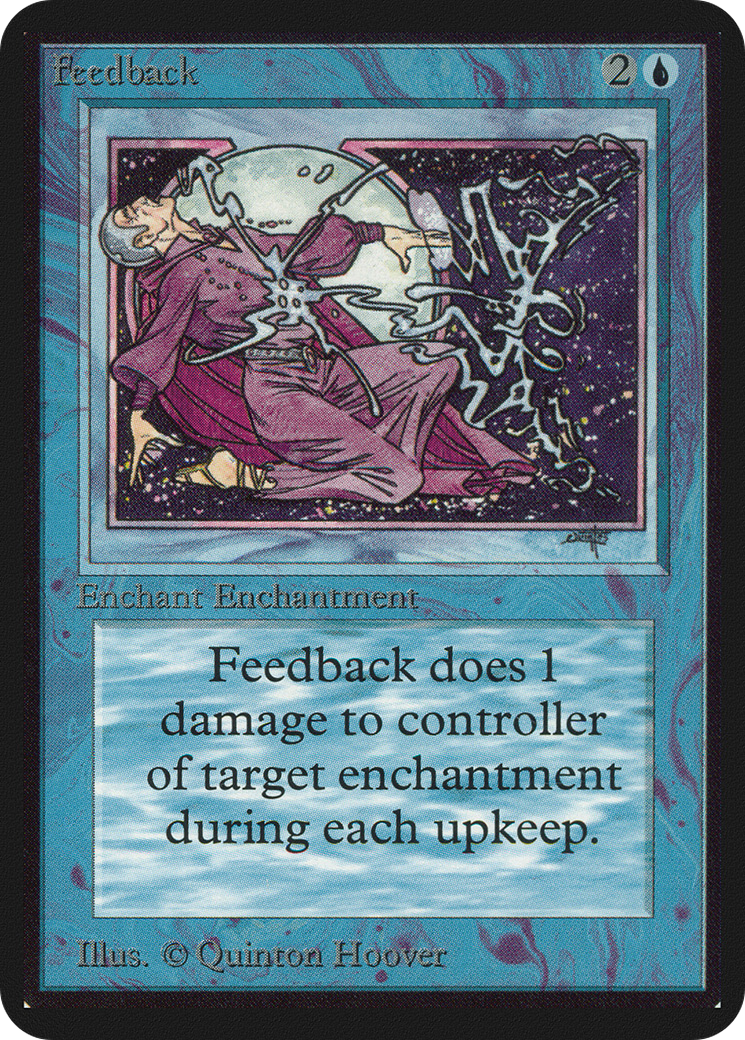 Feedback 2
Enchant Enchantment
Feedback does 1
damage to controller
of target enchantment
during each upkeep.
Illus. © Quinton Hoover